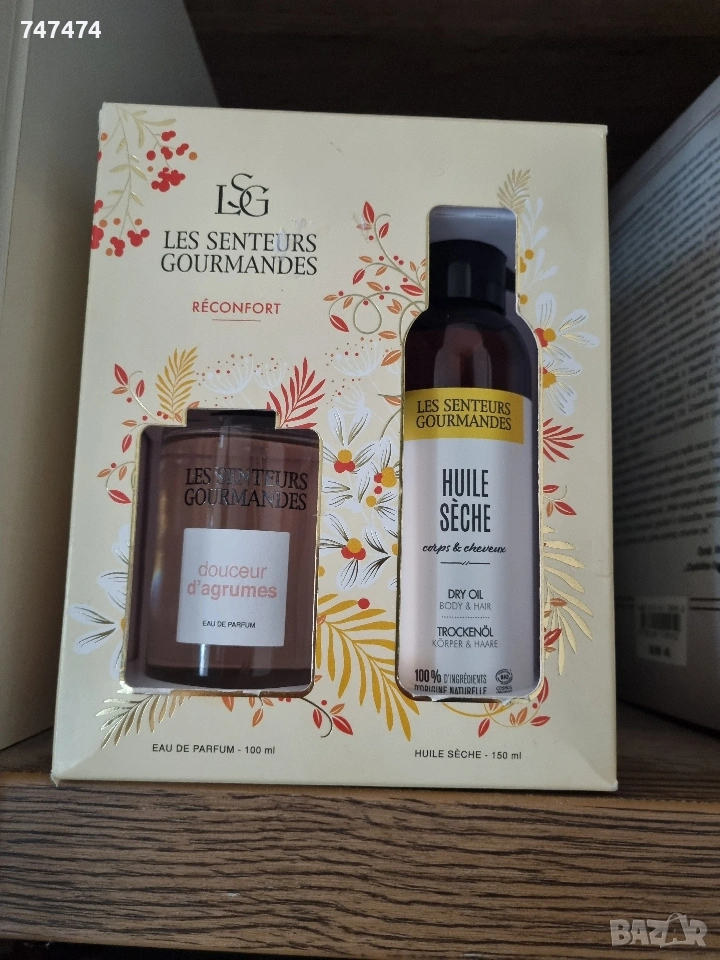 747474
LSG
LES SENTEURS
GOURMANDES
RÉCONFORT
LES SENTEURS
GOURMANDES
douceur
d'agrumes
EAU DE PARFUM
LES SENTEURS
GOURMANDES
HUILE
SÈCHE
corps & cheveux
DRY OIL
BODY & HAIR
TROCKENÖL
KÖRPER & HAARE
100% D'INGRÉDIENTS
D'ORIGINE NATURELLE
BIO
EAU DE PARFUM - 100 ml
HUILE SÈCHE - 150 ml
BAZAR